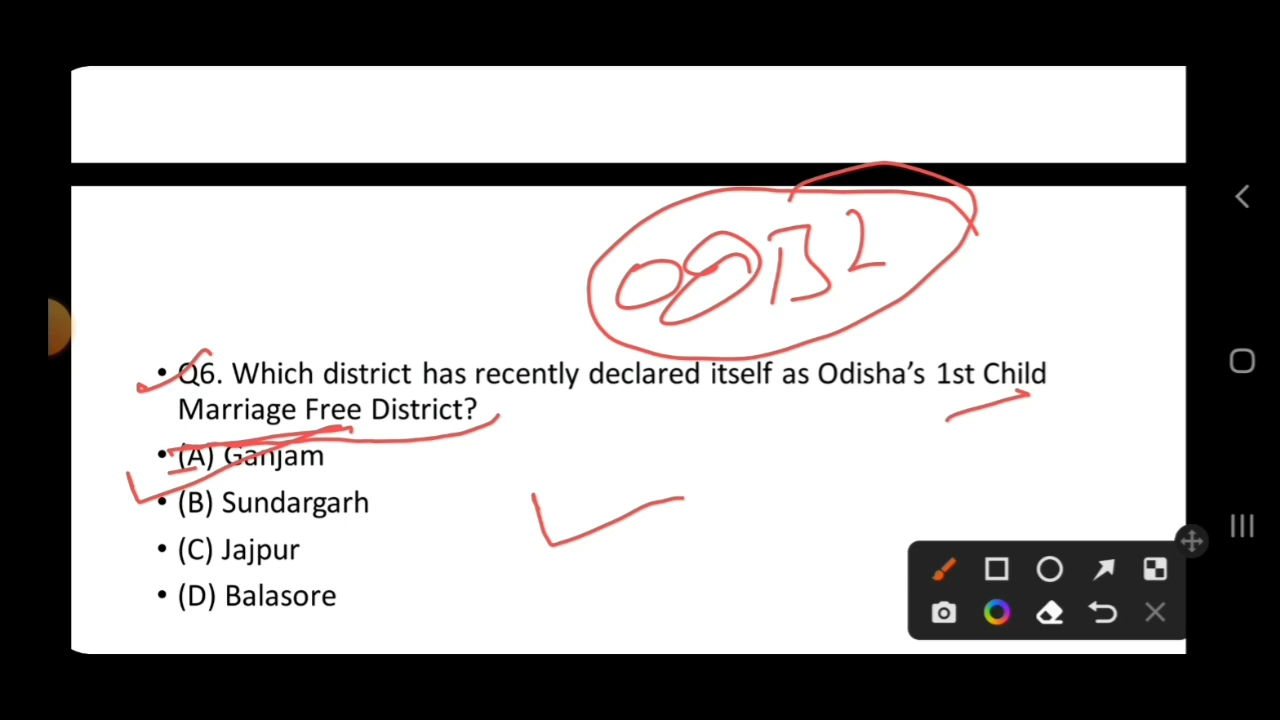 • Q6. Which district has recently declared itself as Odisha's 1st Child
Marriage Free District?
• (A) Ganjam
• (B) Sundargarh
• (C) Jajpur
• (D) Balasore